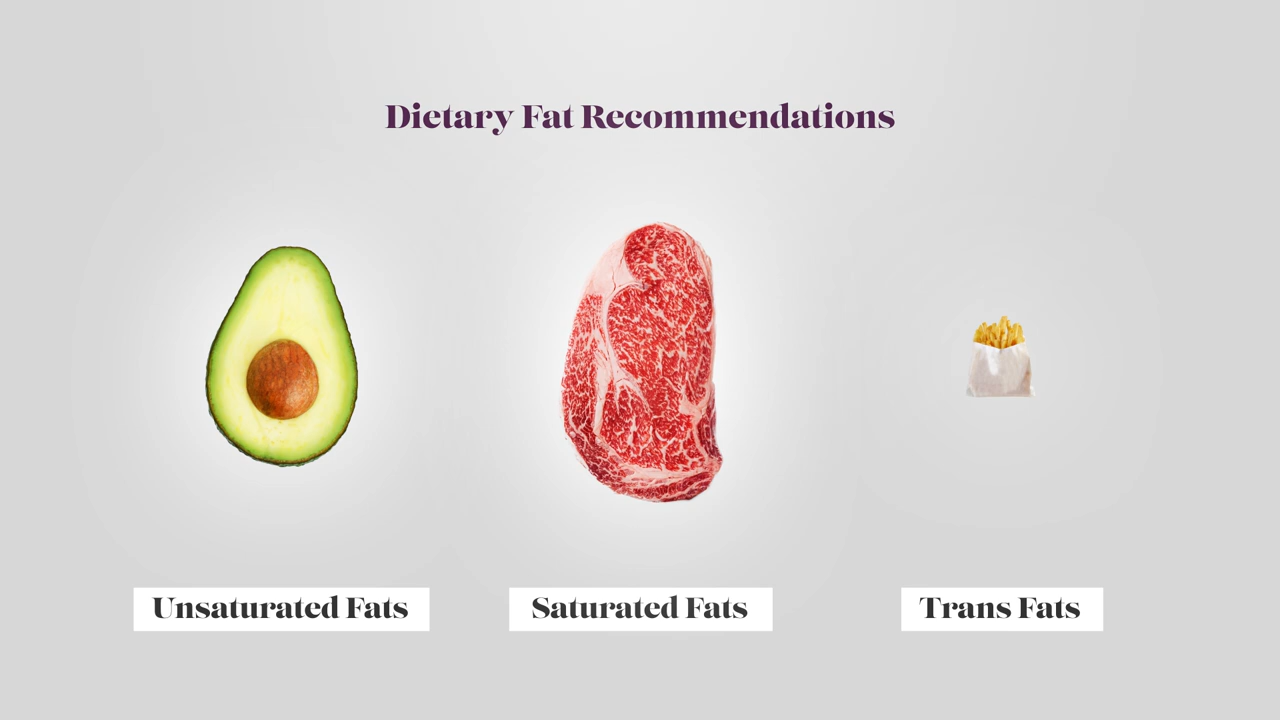 Dietary Fat Recommendations
Unsaturated Fats
Saturated Fats
Trans Fats